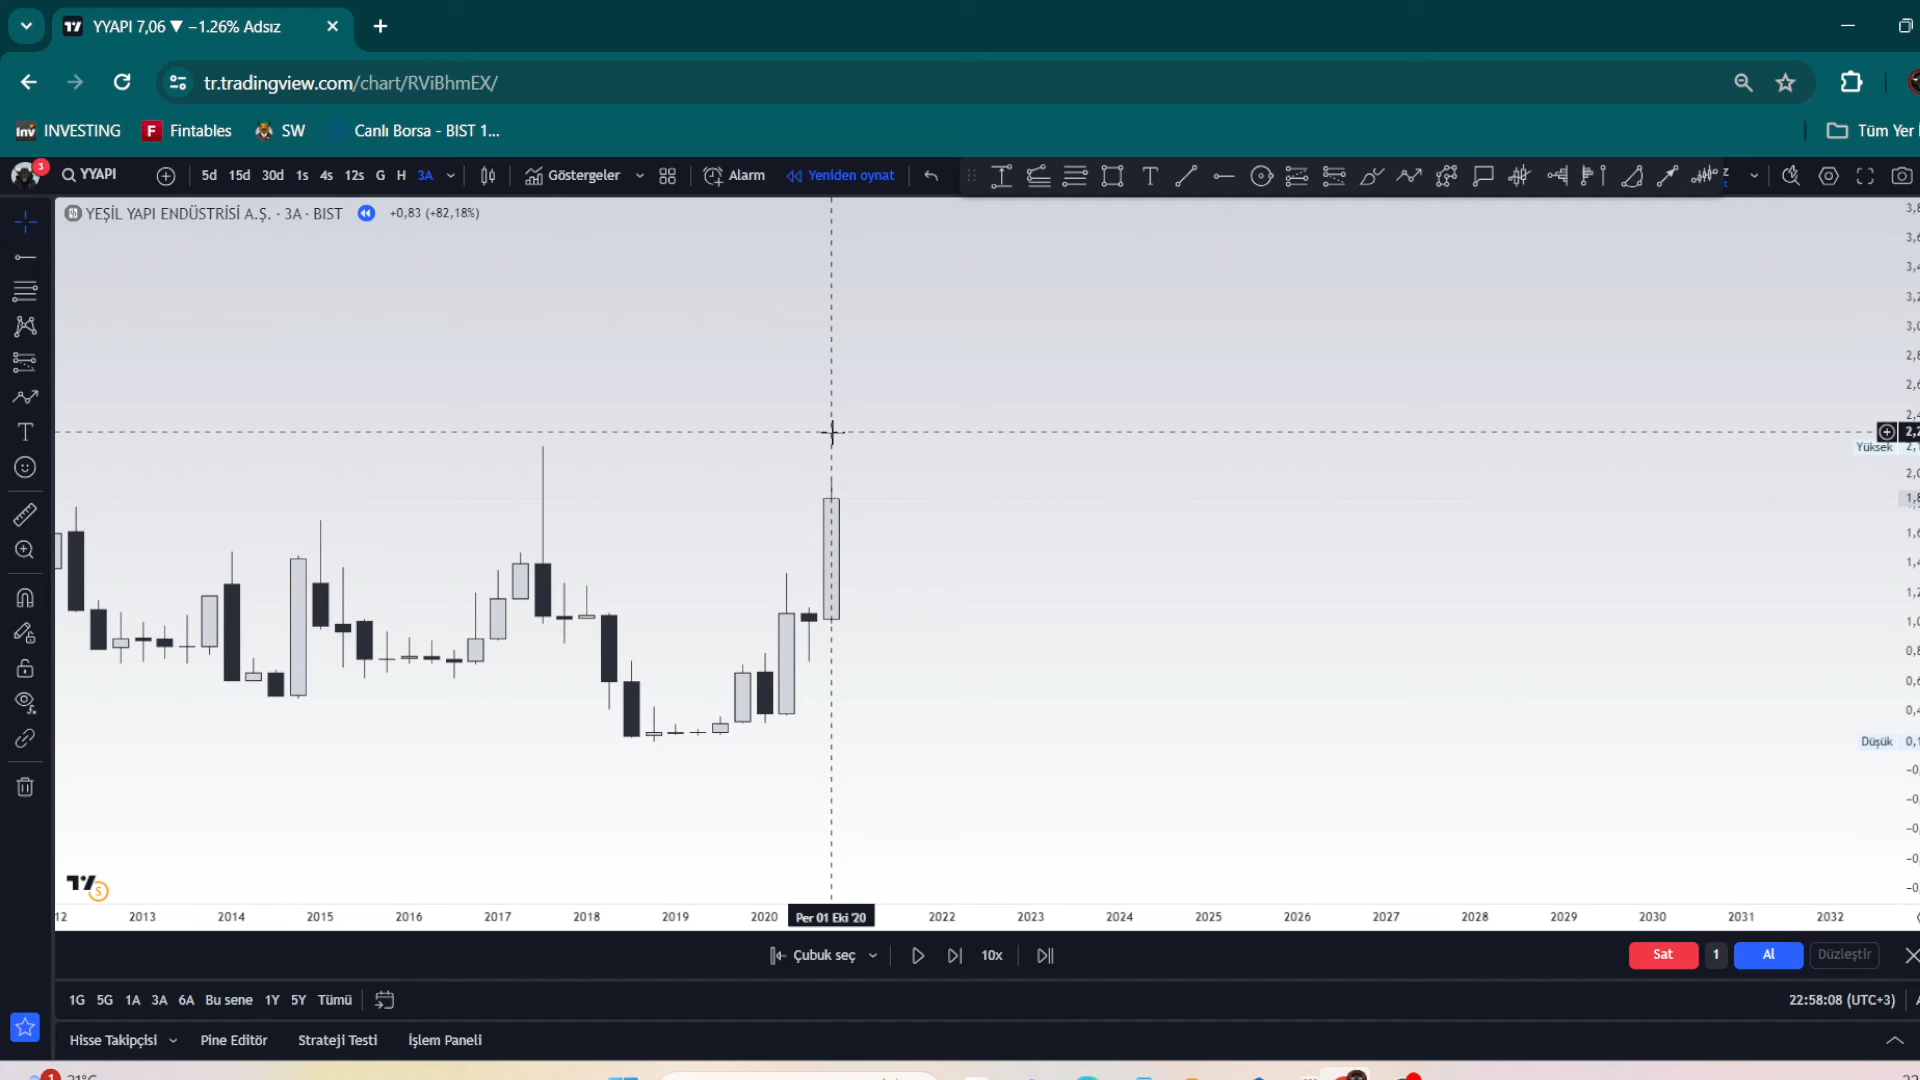 YYAPI 7,06 ▼ −1.26% Adsız
tr.tradingview.com/chart/RViBhmEX/
INVESTING Fintables SW Canlı Borsa - BIST 1...
Tüm Yer
3 YYAPI 5d 15d 30d 1s 4s 12s G H 3A Göstergeler Alarm Yeniden oynat
YEŞİL YAPI ENDÜSTRİSİ A.Ş. · 3A · BIST +0,83 (+82,18%)
Yüksek
Düşük
12 2013 2014 2015 2016 2017 2018 2019 2020 Per 01 Eki '20 2022 2023 2024 2025 2026 2027 2028 2029 2030 2031 2032
Çubuk seç 10x Sat 1 Al Düzleştir
1G 5G 1A 3A 6A Bu sene 1Y 5Y Tümü 22:58:08 (UTC+3)
Hisse Takipçisi Pine Editör Strateji Testi İşlem Paneli